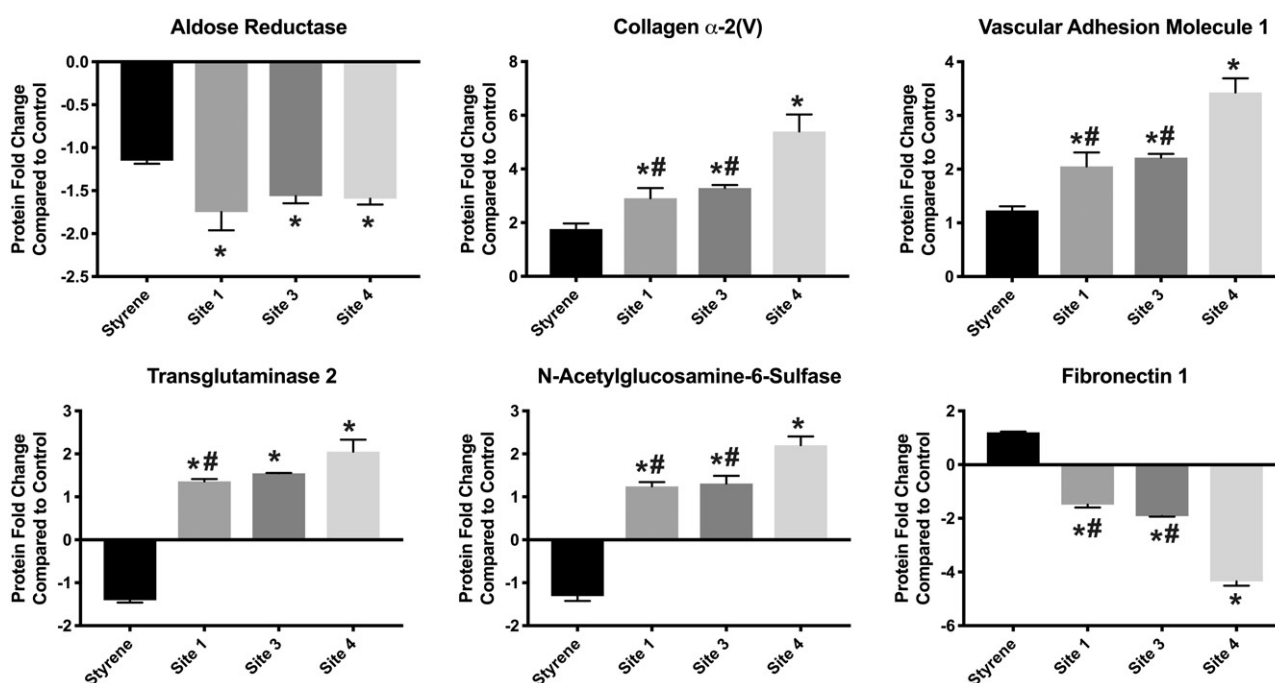 Aldose Reductase
Protein Fold Change
Compared to Control
0.0
-0.5
-1.0
-1.5
-2.0
-2.5
*
*
*
Styrene
Site 1
Site 3
Site 4
Collagen α-2(V)
Protein Fold Change
Compared to Control
8
6
4
2
0
*#
*#
*
Styrene
Site 1
Site 3
Site 4
Vascular Adhesion Molecule 1
Protein Fold Change
Compared to Control
4
3
2
1
0
*#
*#
*
Styrene
Site 1
Site 3
Site 4
Transglutaminase 2
Protein Fold Change
Compared to Control
3
2
1
0
-1
-2
*#
*
*
Styrene
Site 1
Site 3
Site 4
N-Acetylglucosamine-6-Sulfase
Protein Fold Change
Compared to Control
3
2
1
0
-1
-2
*#
*#
*
Styrene
Site 1
Site 3
Site 4
Fibronectin 1
Protein Fold Change
Compared to Control
2
0
-2
-4
-6
*#
*#
*
Styrene
Site 1
Site 3
Site 4